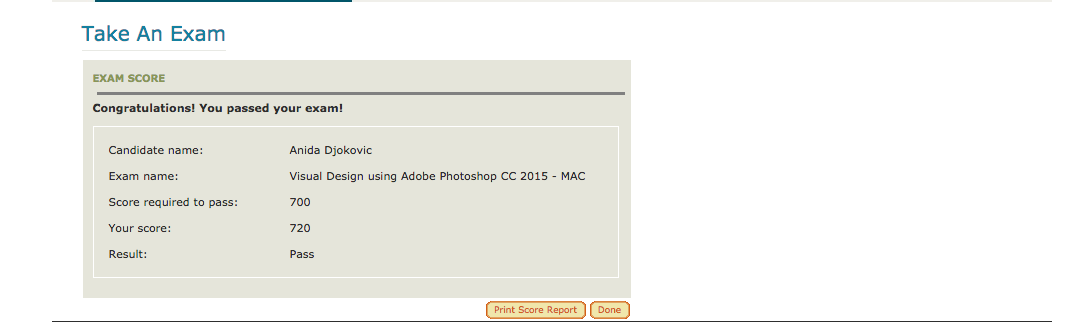 Take An Exam
EXAM SCORE
Congratulations! You passed your exam!
Candidate name: Anida Djokovic
Exam name: Visual Design using Adobe Photoshop CC 2015 - MAC
Score required to pass: 700
Your score: 720
Result: Pass
Print Score Report Done